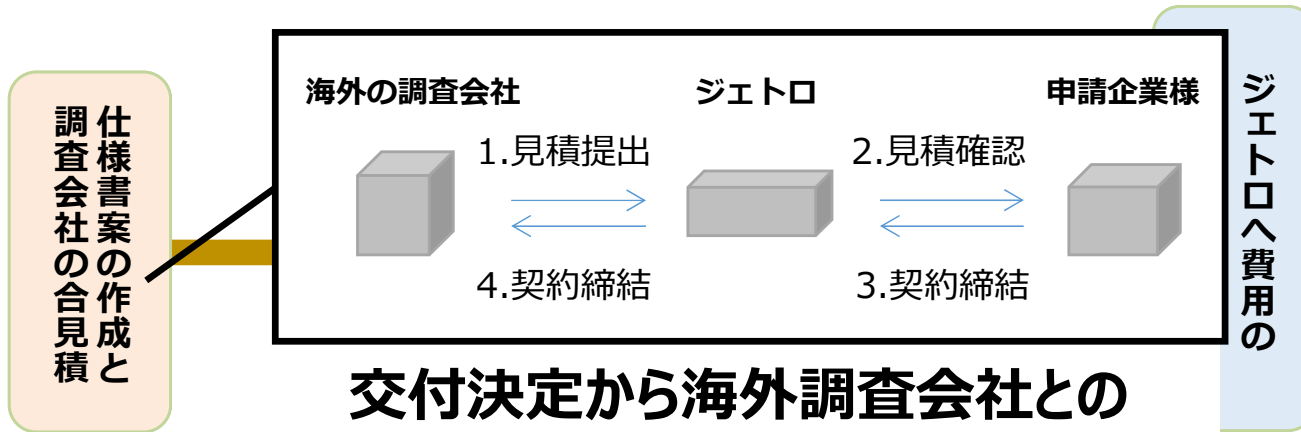 仕様書案の作成と
調査会社の合見積
海外の調査会社
ジェトロ
申請企業様
1.見積提出
2.見積確認
4.契約締結
3.契約締結
ジェトロへ費用の
交付決定から海外調査会社との